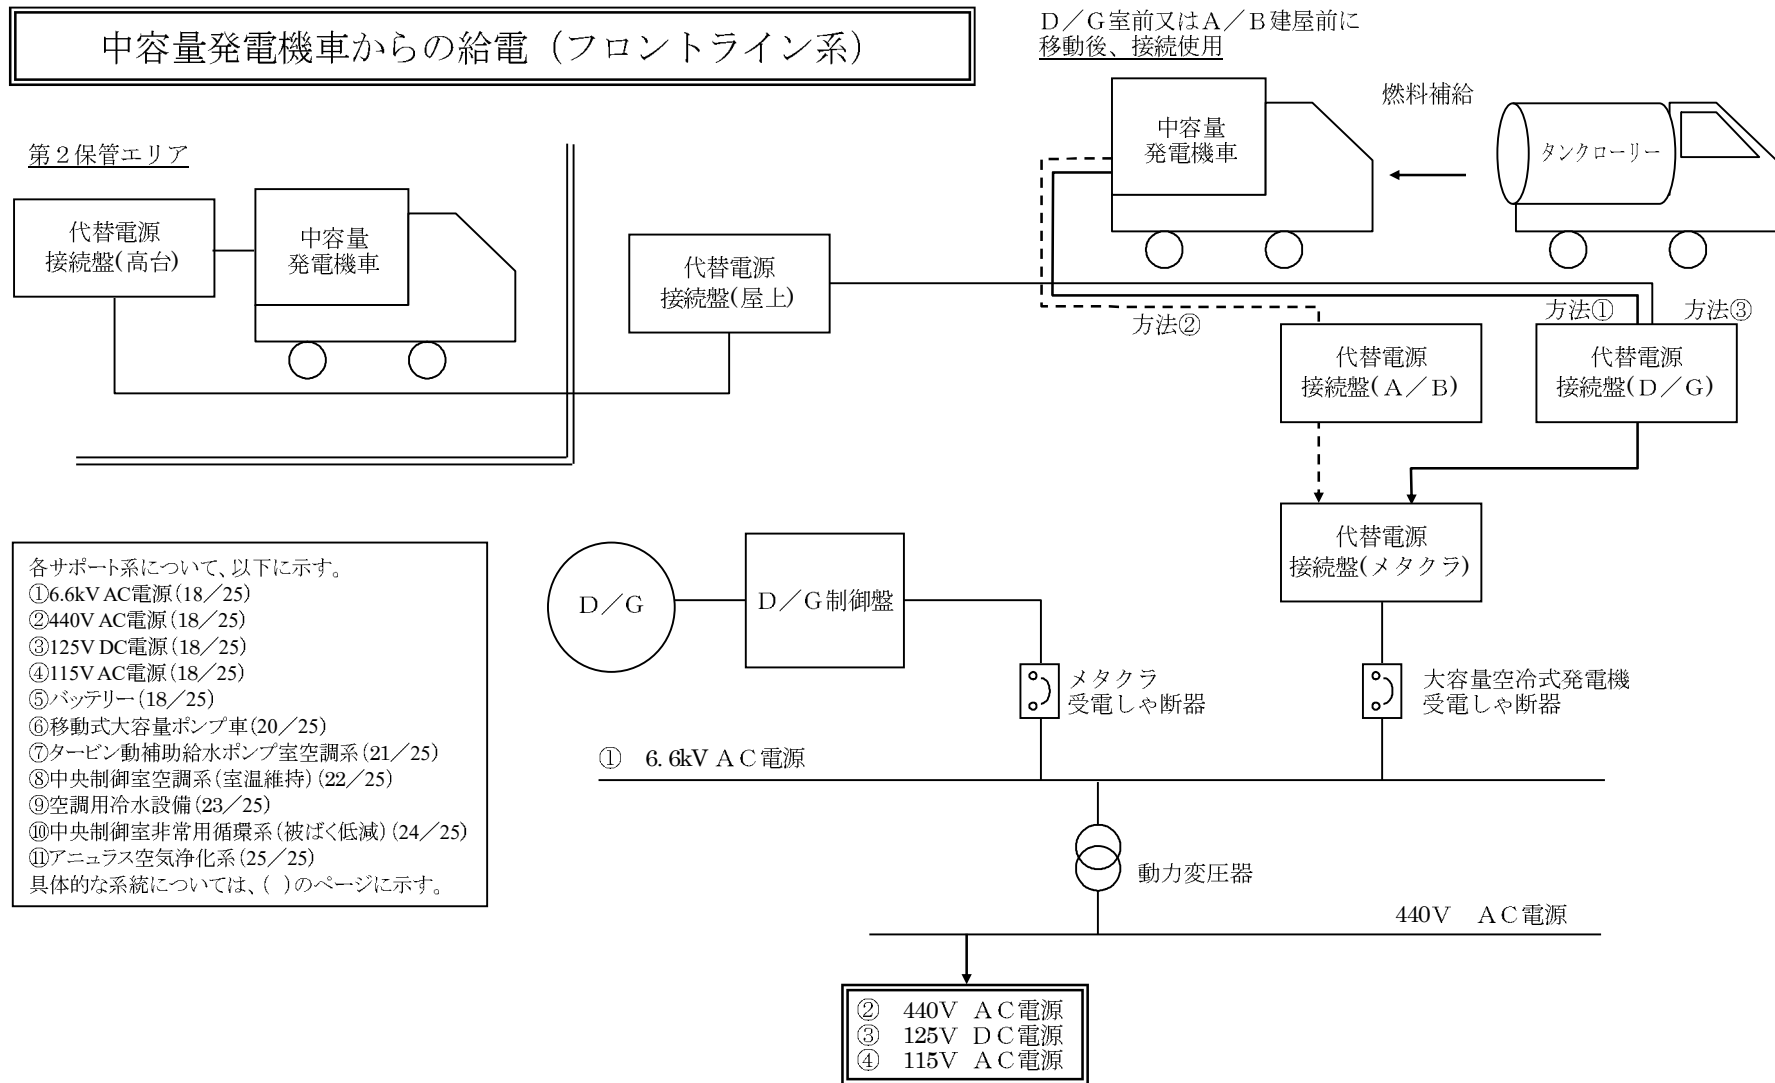 中容量発電機車からの給電（フロントライン系）
Ｄ／Ｇ室前又はＡ／Ｂ建屋前に
移動後、接続使用
燃料補給
中容量
発電機車
タンクローリー
第２保管エリア
代替電源
接続盤(高台)
中容量
発電機車
代替電源
接続盤(屋上)
方法②
方法①
方法③
代替電源
接続盤(Ａ／Ｂ)
代替電源
接続盤(Ｄ／Ｇ)
代替電源
接続盤(メタクラ)
各サポート系について、以下に示す。
①6.6kV AC電源(18／25)
②440V AC電源(18／25)
③125V DC電源(18／25)
④115V AC電源(18／25)
⑤バッテリー(18／25)
⑥移動式大容量ポンプ車(20／25)
⑦タービン動補助給水ポンプ室空調系(21／25)
⑧中央制御室空調系(室温維持)(22／25)
⑨空調用冷水設備(23／25)
⑩中央制御室非常用循環系(被ばく低減)(24／25)
⑪アニュラス空気浄化系(25／25)
具体的な系統については、( )のページに示す。
Ｄ／Ｇ
Ｄ／Ｇ制御盤
メタクラ
受電しゃ断器
大容量空冷式発電機
受電しゃ断器
①　6.6kV ＡＣ電源
動力変圧器
440V　ＡＣ電源
②　440V ＡＣ電源
③　125V ＤＣ電源
④　115V ＡＣ電源